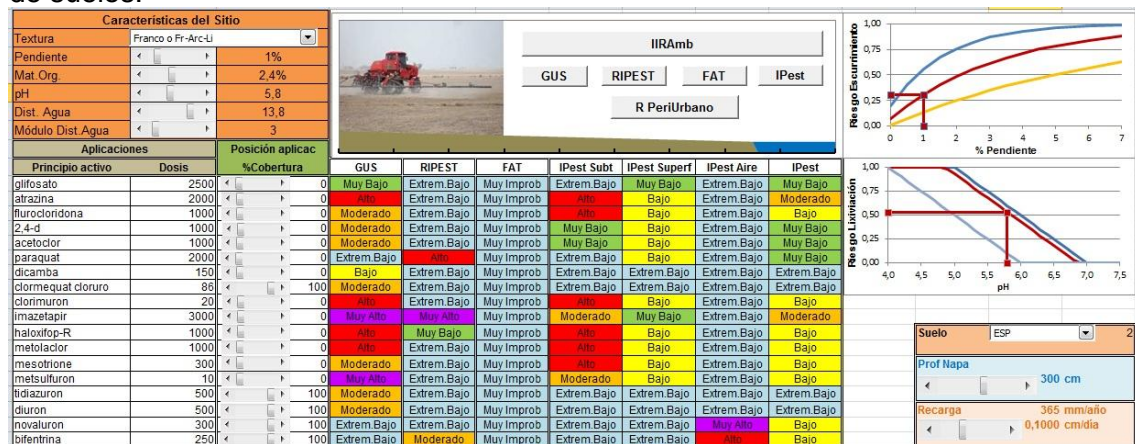 de suelos.
Características del Sitio
Textura Franco o Fr-Arc-Li
Pendiente 1%
Mat.Org. 2,4%
pH 5,8
Dist. Agua 13,8
Módulo Dist.Agua 3
IIRAmb
GUS RIPEST FAT IPest
R PeriUrbano
Riesgo Escurrimiento
1,00
0,75
0,50
0,25
0,00
0 1 2 3 4 5 6 7
% Pendiente
Aplicaciones Posición aplicac
Principio activo Dosis %Cobertura GUS RIPEST FAT IPest Subt IPest Superf IPest Aire IPest
glifosato 2500 0 Muy Bajo Extrem.Bajo Muy Improb Extrem.Bajo Muy Bajo Extrem.Bajo Muy Bajo
atrazina 2000 0 Alto Extrem.Bajo Muy Improb Alto Bajo Extrem.Bajo Moderado
flurocloridona 1000 0 Moderado Extrem.Bajo Muy Improb Alto Bajo Extrem.Bajo Bajo
2,4-d 1000 0 Moderado Extrem.Bajo Muy Improb Muy Bajo Bajo Extrem.Bajo Muy Bajo
acetoclor 1000 0 Moderado Extrem.Bajo Muy Improb Muy Bajo Bajo Extrem.Bajo Muy Bajo
paraquat 2000 0 Extrem.Bajo Alto Muy Improb Extrem.Bajo Bajo Extrem.Bajo Muy Bajo
dicamba 150 0 Bajo Extrem.Bajo Muy Improb Extrem.Bajo Extrem.Bajo Extrem.Bajo Extrem.Bajo
clormequat cloruro 86 100 Moderado Extrem.Bajo Muy Improb Extrem.Bajo Extrem.Bajo Extrem.Bajo Extrem.Bajo
clorimuron 20 0 Alto Extrem.Bajo Muy Improb Alto Bajo Extrem.Bajo Bajo
imazetapir 3000 0 Muy Alto Muy Alto Muy Improb Moderado Muy Bajo Extrem.Bajo Moderado
haloxifop-R 1000 0 Alto Muy Bajo Muy Improb Alto Bajo Extrem.Bajo Bajo
metolaclor 1000 0 Alto Extrem.Bajo Muy Improb Alto Bajo Extrem.Bajo Bajo
mesotrione 300 0 Moderado Extrem.Bajo Muy Improb Alto Bajo Extrem.Bajo Bajo
metsulfuron 10 0 Muy Alto Extrem.Bajo Muy Improb Moderado Bajo Extrem.Bajo Bajo
tidiazuron 500 100 Moderado Extrem.Bajo Muy Improb Extrem.Bajo Extrem.Bajo Extrem.Bajo Extrem.Bajo
diuron 500 100 Moderado Extrem.Bajo Muy Improb Extrem.Bajo Extrem.Bajo Extrem.Bajo Extrem.Bajo
novaluron 300 100 Extrem.Bajo Extrem.Bajo Muy Improb Extrem.Bajo Extrem.Bajo Muy Alto Bajo
bifentrina 250 100 Extrem.Bajo Moderado Muy Improb Extrem.Bajo Extrem.Bajo Alto Bajo
Riesgo Lixiviación
1,00
0,75
0,50
0,25
0,00
4,0 4,5 5,0 5,5 6,0 6,5 7,0 7,5
pH
Suelo ESP 2
Prof Napa
300 cm
Recarga 365 mm/año
0,1000 cm/dia